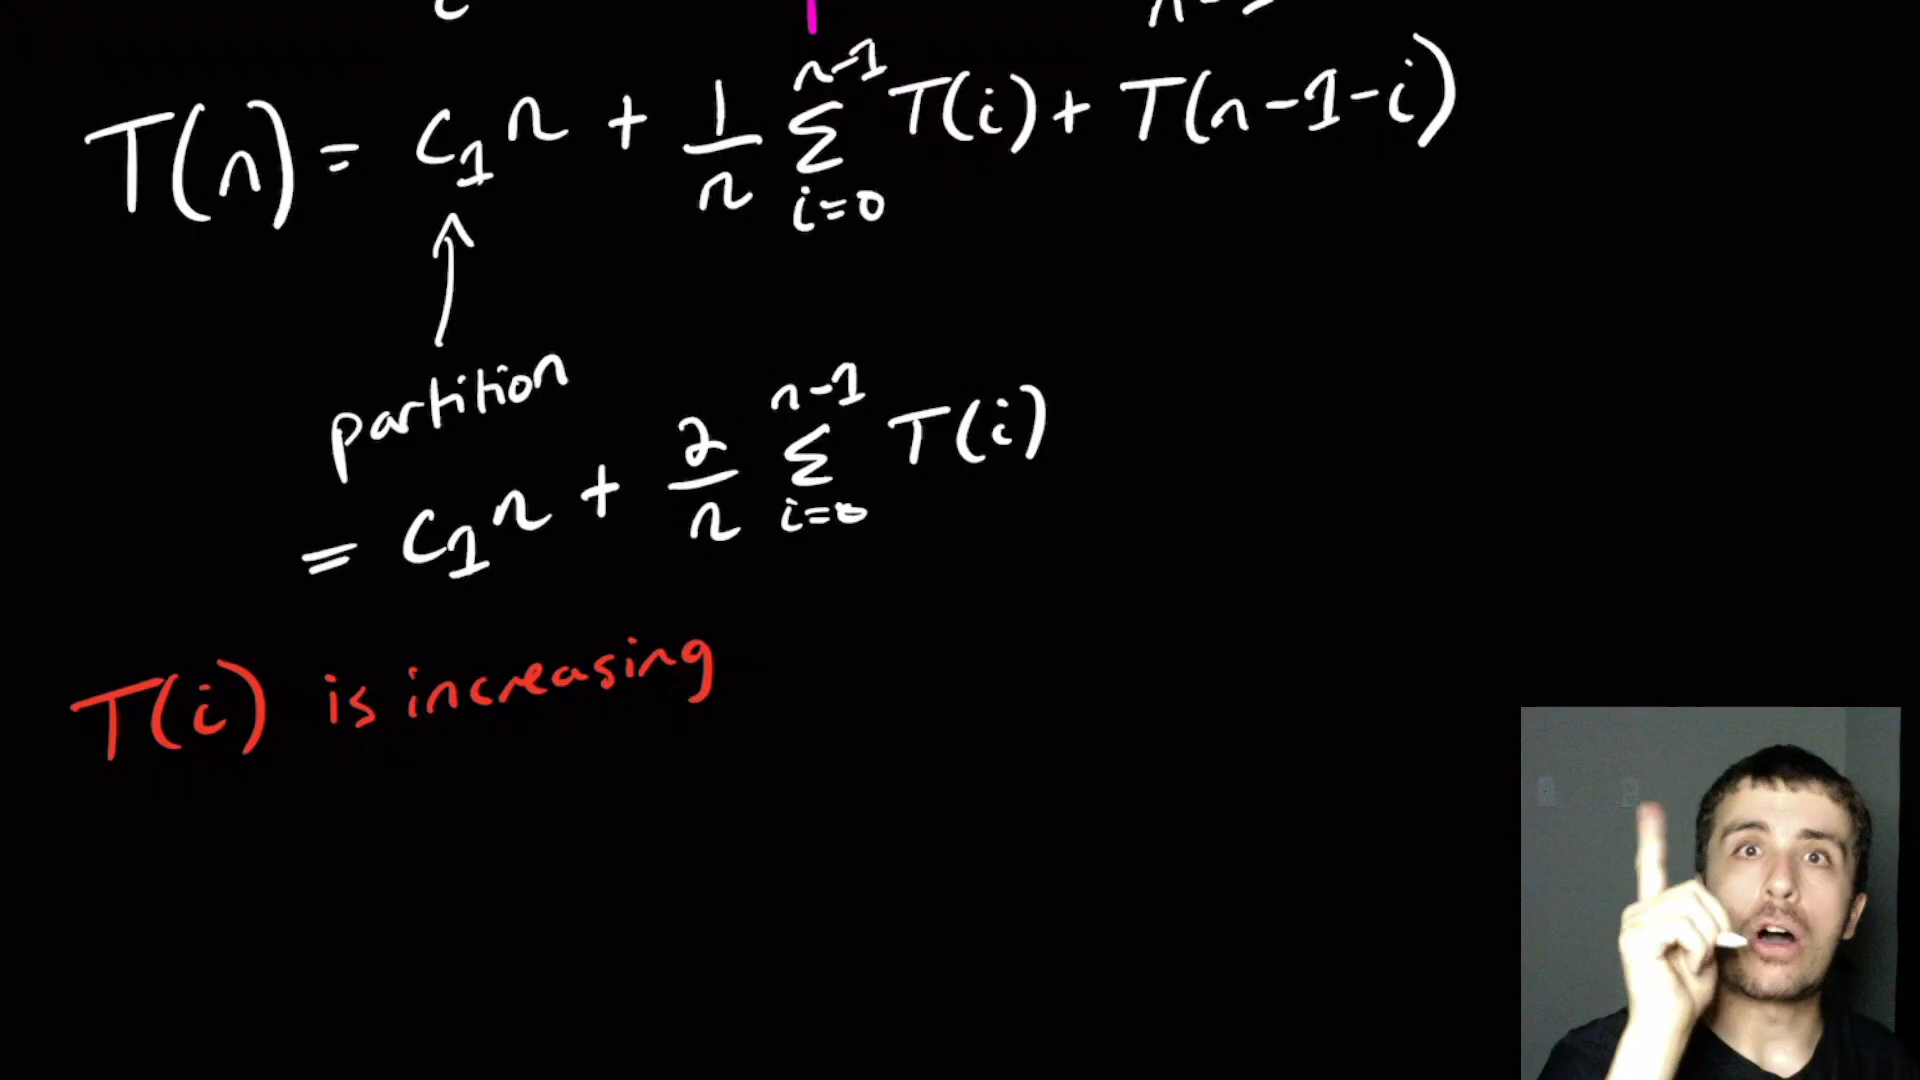 T(n) = c₁n + 1/n Σ_{i=0}^{n-1} T(i) + T(n-1-i)
partition
= c₁n + 2/n Σ_{i=0}^{n-1} T(i)
T(i) is increasing